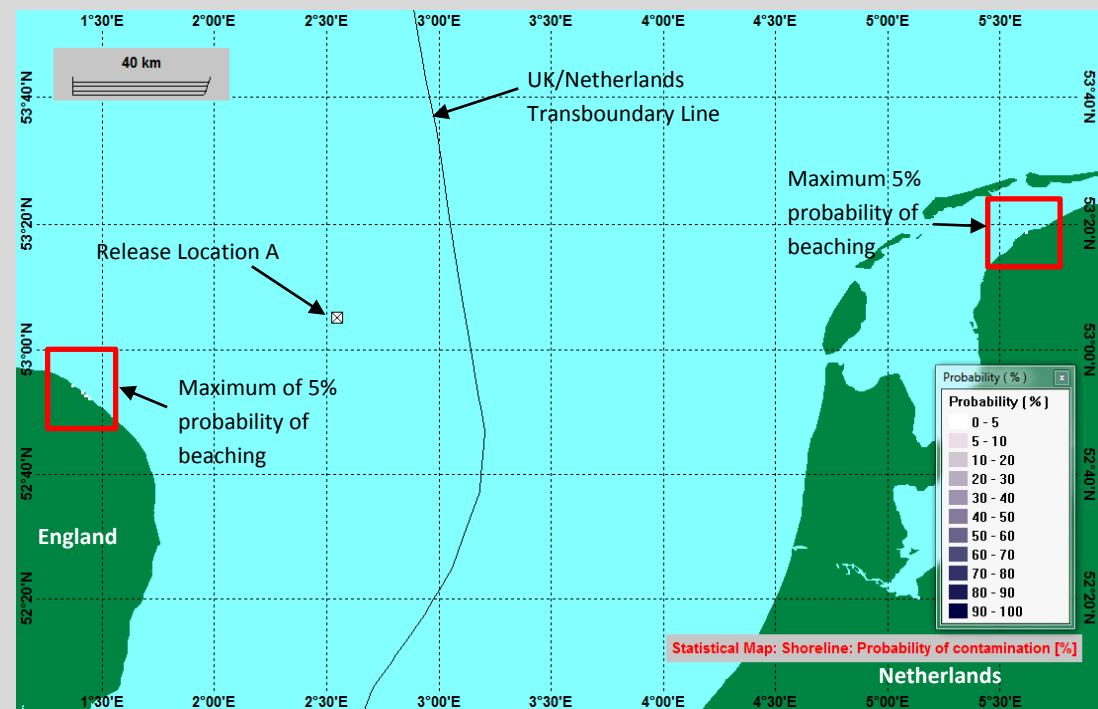 1°30'E 2°00'E 2°30'E 3°00'E 3°30'E 4°00'E 4°30'E 5°00'E 5°30'E
40 km
UK/Netherlands
Transboundary Line
53°40'N 53°40'N
Maximum 5%
probability of
beaching
53°20'N 53°20'N
Release Location A
53°00'N 53°00'N
Maximum of 5%
probability of
beaching
Probability ( % ) x
Probability ( % )
0 - 5
5 - 10
10 - 20
20 - 30
30 - 40
40 - 50
50 - 60
60 - 70
70 - 80
80 - 90
90 - 100
52°40'N 52°40'N
England
52°20'N 52°20'N
Statistical Map: Shoreline: Probability of contamination [%]
Netherlands
1°30'E 2°00'E 2°30'E 3°00'E 3°30'E 4°00'E 4°30'E 5°00'E 5°30'E